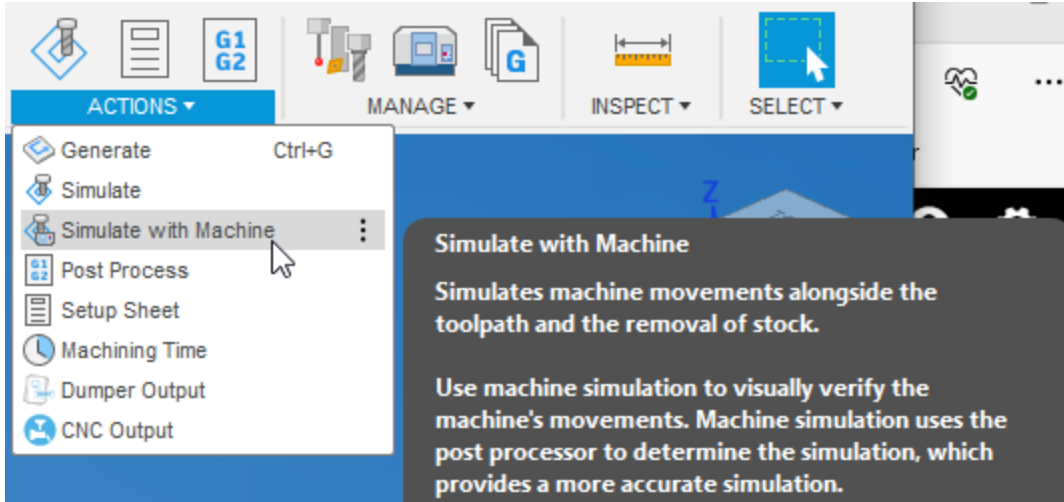 G1
G2
G
ACTIONS ▾
MANAGE ▾
INSPECT ▾
SELECT ▾
Generate Ctrl+G
Simulate
Simulate with Machine
G1
G2
Post Process
Setup Sheet
Machining Time
Dumper Output
CNC Output
Z
Simulate with Machine
Simulates machine movements alongside the
toolpath and the removal of stock.
Use machine simulation to visually verify the
machine's movements. Machine simulation uses the
post processor to determine the simulation, which
provides a more accurate simulation.